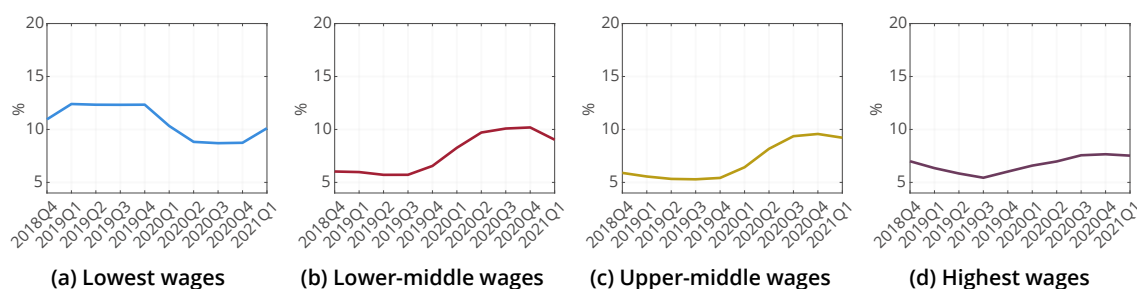 20
15
10
5
%
2018Q4
2019Q1
2019Q2
2019Q3
2019Q4
2020Q1
2020Q2
2020Q3
2020Q4
2021Q1
(a) Lowest wages
20
15
10
5
%
2018Q4
2019Q1
2019Q2
2019Q3
2019Q4
2020Q1
2020Q2
2020Q3
2020Q4
2021Q1
(b) Lower-middle wages
20
15
10
5
%
2018Q4
2019Q1
2019Q2
2019Q3
2019Q4
2020Q1
2020Q2
2020Q3
2020Q4
2021Q1
(c) Upper-middle wages
20
15
10
5
%
2018Q4
2019Q1
2019Q2
2019Q3
2019Q4
2020Q1
2020Q2
2020Q3
2020Q4
2021Q1
(d) Highest wages